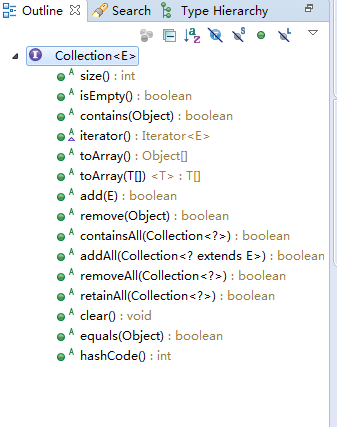 Outline Search Type Hierarchy
Collection<E>
size() : int
isEmpty() : boolean
contains(Object) : boolean
iterator() : Iterator<E>
toArray() : Object[]
toArray(T[]) <T> : T[]
add(E) : boolean
remove(Object) : boolean
containsAll(Collection<?>) : boolean
addAll(Collection<? extends E>) : boolean
removeAll(Collection<?>) : boolean
retainAll(Collection<?>) : boolean
clear() : void
equals(Object) : boolean
hashCode() : int